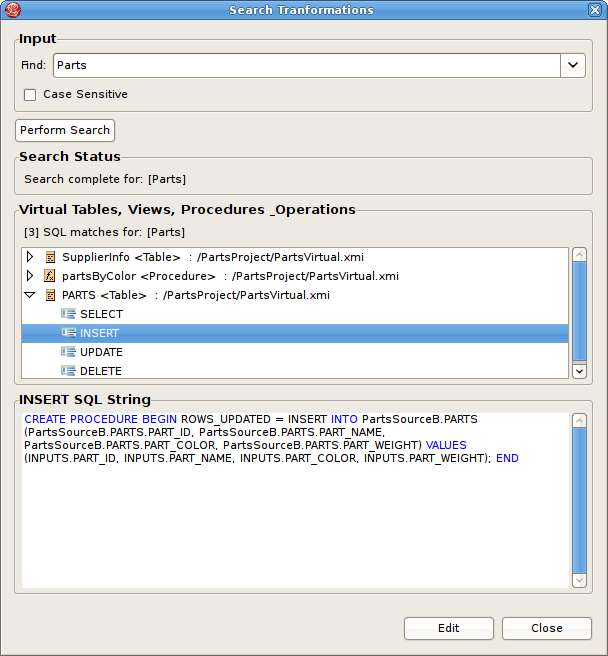 Search Tranformations
Input
Find: Parts
Case Sensitive
Perform Search
Search Status
Search complete for: [Parts]
Virtual Tables, Views, Procedures _Operations
[3] SQL matches for: [Parts]
SupplierInfo <Table>  : /PartsProject/PartsVirtual.xmi
partsByColor <Procedure>  : /PartsProject/PartsVirtual.xmi
PARTS <Table>  : /PartsProject/PartsVirtual.xmi
SELECT
INSERT
UPDATE
DELETE
INSERT SQL String
CREATE PROCEDURE BEGIN ROWS_UPDATED = INSERT INTO PartsSourceB.PARTS
(PartsSourceB.PARTS.PART_ID, PartsSourceB.PARTS.PART_NAME,
PartsSourceB.PARTS.PART_COLOR, PartsSourceB.PARTS.PART_WEIGHT) VALUES
(INPUTS.PART_ID, INPUTS.PART_NAME, INPUTS.PART_COLOR, INPUTS.PART_WEIGHT); END
Edit Close